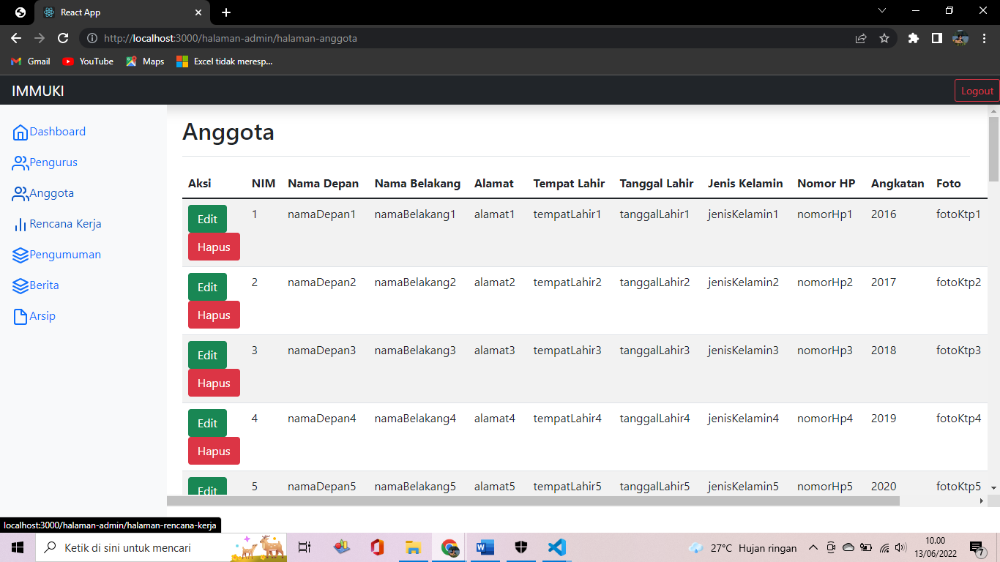 React App
http://localhost:3000/halaman-admin/halaman-anggota
Gmail YouTube Maps Excel tidak meresp...
IMMUKI Logout
Dashboard
Pengurus
Anggota
Rencana Kerja
Pengumuman
Berita
Arsip
Anggota
Aksi NIM Nama Depan Nama Belakang Alamat Tempat Lahir Tanggal Lahir Jenis Kelamin Nomor HP Angkatan Foto
Edit 1 namaDepan1 namaBelakang1 alamat1 tempatLahir1 tanggalLahir1 jenisKelamin1 nomorHp1 2016 fotoKtp1
Hapus
Edit 2 namaDepan2 namaBelakang2 alamat2 tempatLahir2 tanggalLahir2 jenisKelamin2 nomorHp2 2017 fotoKtp2
Hapus
Edit 3 namaDepan3 namaBelakang3 alamat3 tempatLahir3 tanggalLahir3 jenisKelamin3 nomorHp3 2018 fotoKtp3
Hapus
Edit 4 namaDepan4 namaBelakang4 alamat4 tempatLahir4 tanggalLahir4 jenisKelamin4 nomorHp4 2019 fotoKtp4
Hapus
Edit 5 namaDepan5 namaBelakang5 alamat5 tempatLahir5 tanggalLahir5 jenisKelamin5 nomorHp5 2020 fotoKtp5
localhost:3000/halaman-admin/halaman-rencana-kerja
Ketik di sini untuk mencari 27°C Hujan ringan 10.00
13/06/2022 7